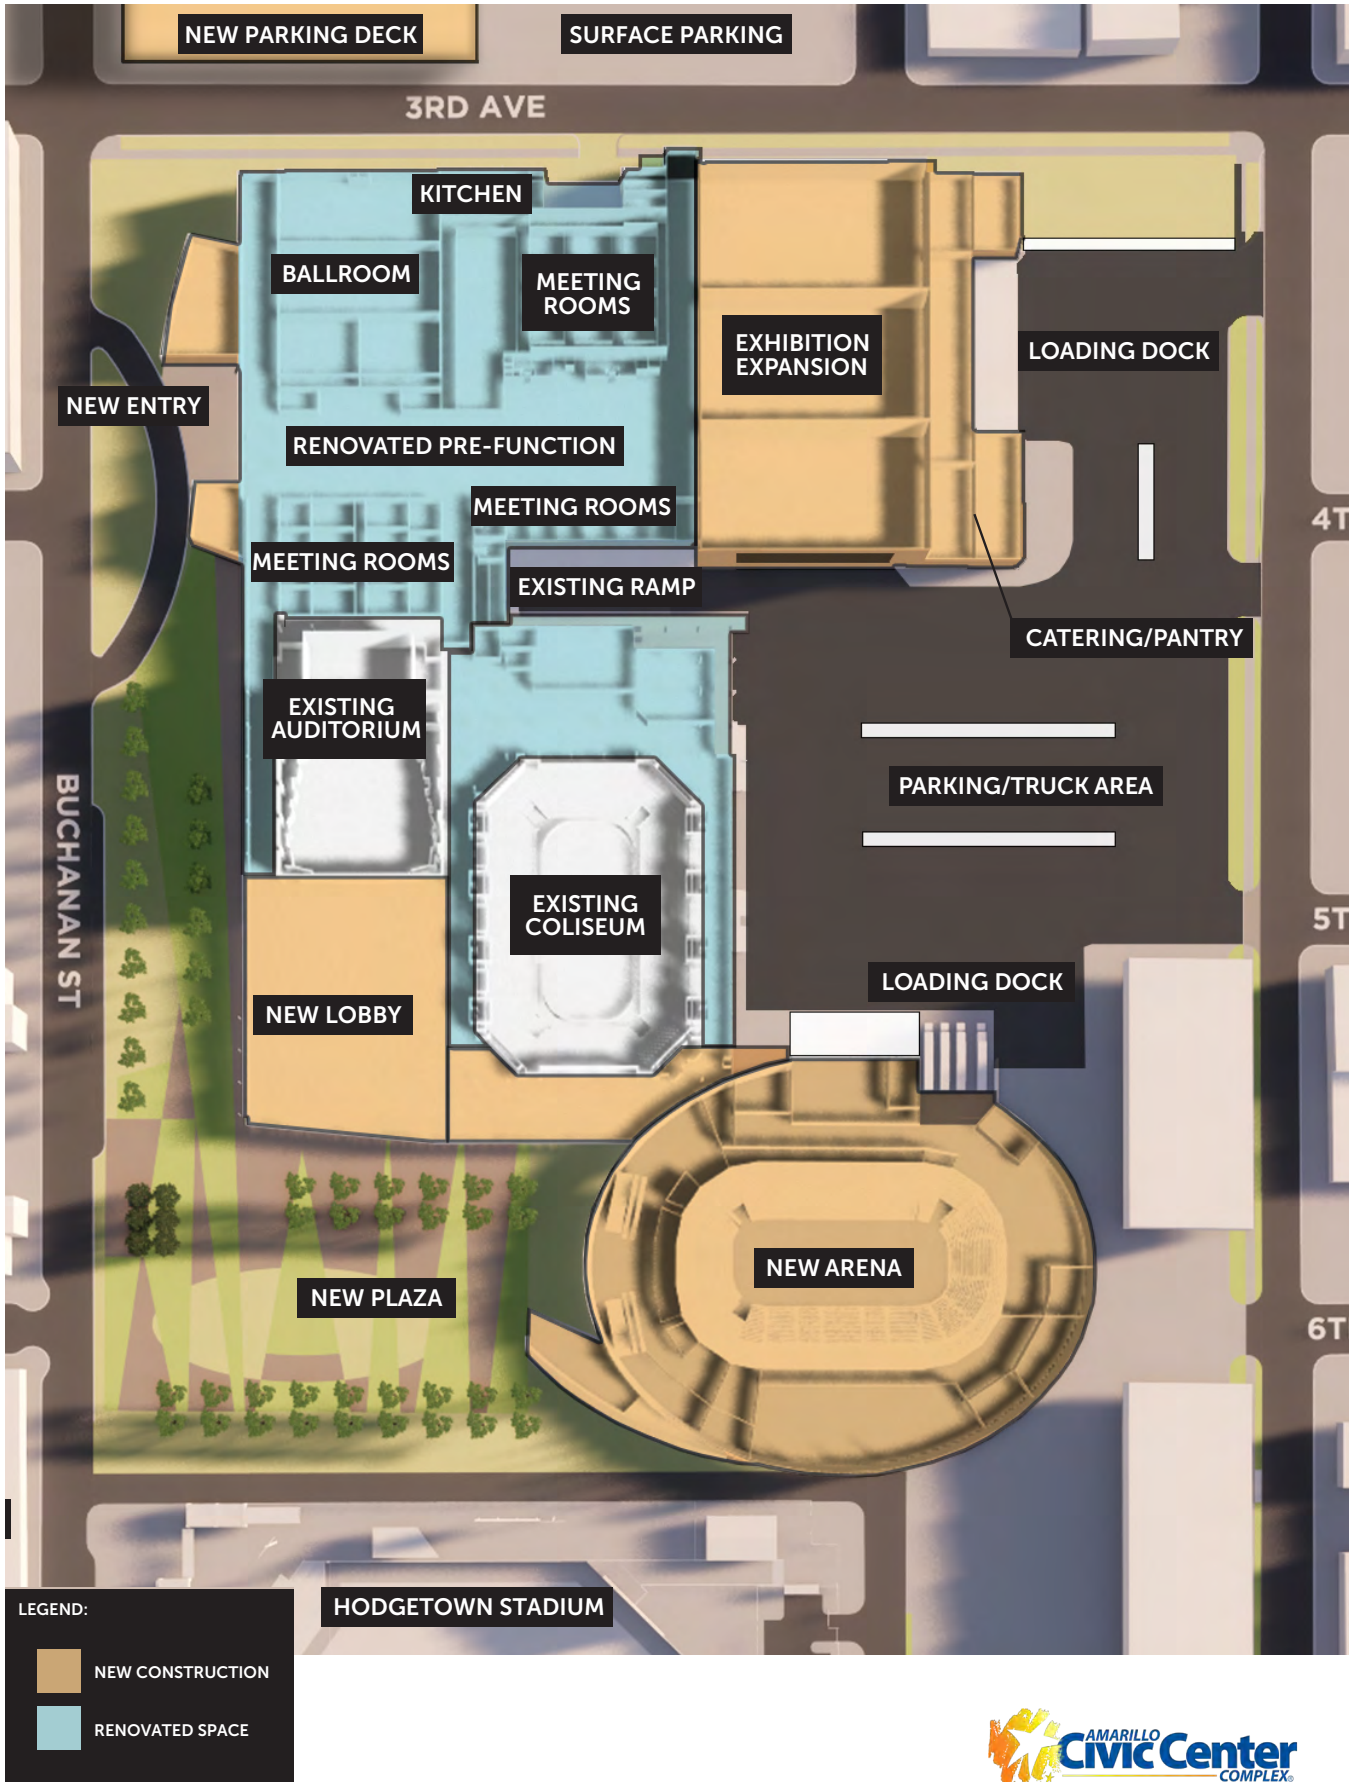 NEW PARKING DECK
SURFACE PARKING
3RD AVE
KITCHEN
BALLROOM
MEETING
ROOMS
EXHIBITION
EXPANSION
LOADING DOCK
NEW ENTRY
RENOVATED PRE-FUNCTION
MEETING ROOMS
4T
MEETING ROOMS
EXISTING RAMP
CATERING/PANTRY
EXISTING
AUDITORIUM
PARKING/TRUCK AREA
BUCHANAN ST
EXISTING
COLISEUM
5T
LOADING DOCK
NEW LOBBY
NEW ARENA
NEW PLAZA
6T
HODGETOWN STADIUM
LEGEND:
NEW CONSTRUCTION
RENOVATED SPACE
AMARILLO
Civic Center
COMPLEX®